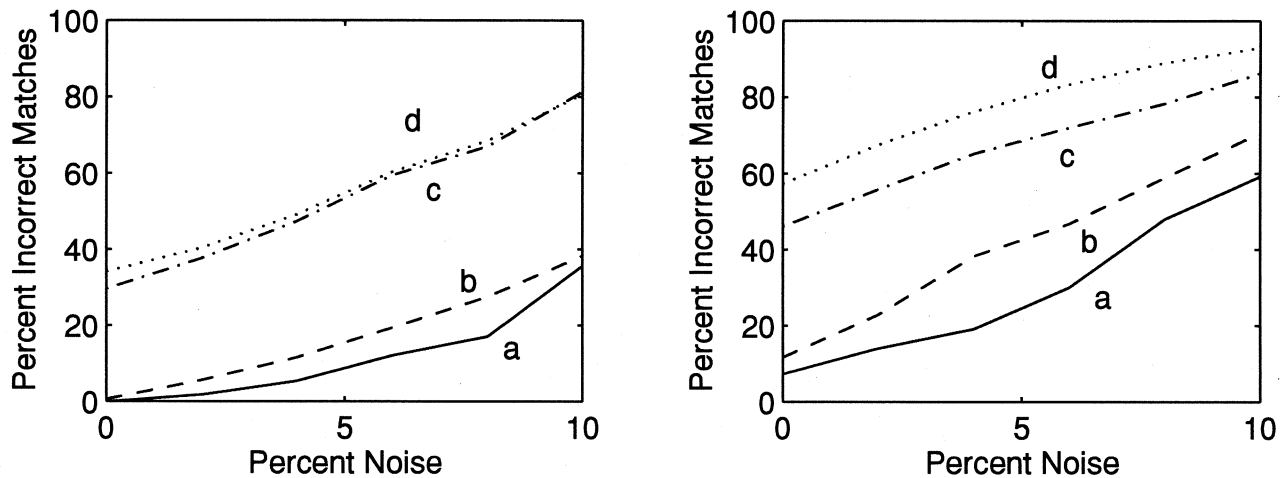 Percent Incorrect Matches
100
80
60
40
20
0
d
c
b
a
0 5 10
Percent Noise
Percent Incorrect Matches
100
80
60
40
20
0
d
c
b
a
0 5 10
Percent Noise